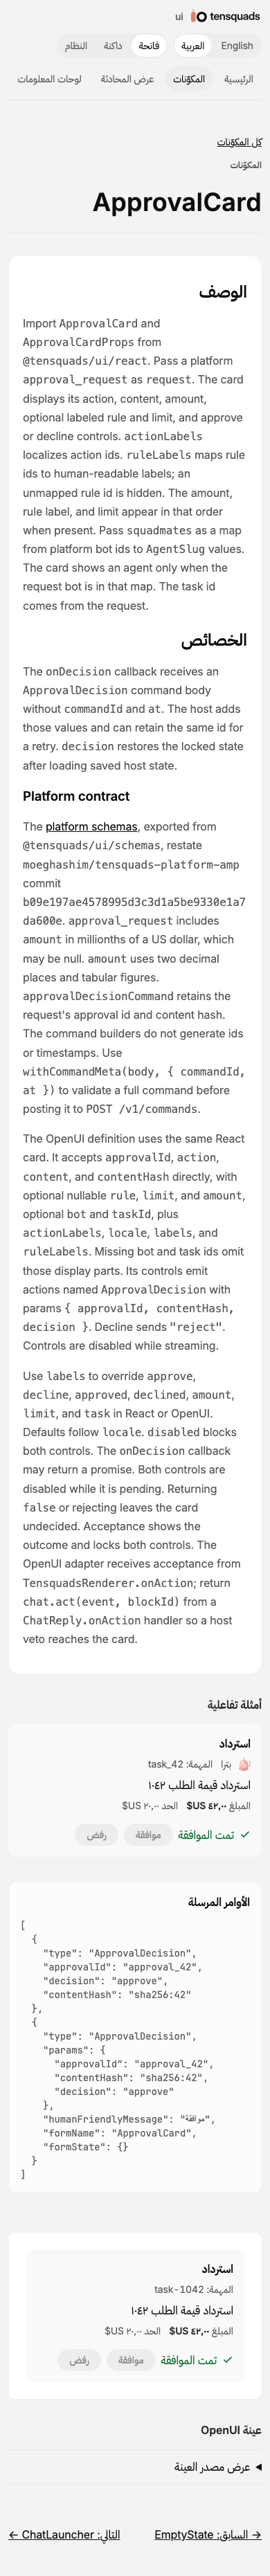 tensquads ui
English العربية فاتحة داكنة النظام
الرئيسية المكوّنات عرض المحادثة لوحات المعلومات
كل المكوّنات
المكوّنات
ApprovalCard
الوصف
Import ApprovalCard and
ApprovalCardProps from
@tensquads/ui/react. Pass a platform
approval_request as request. The card
displays its action, content, amount,
optional labeled rule and limit, and approve
or decline controls. actionLabels
localizes action ids. ruleLabels maps rule
ids to human-readable labels; an
unmapped rule id is hidden. The amount,
rule label, and limit appear in that order
when present. Pass squadmates as a map
from platform bot ids to AgentSlug values.
The card shows an agent only when the
request bot is in that map. The task id
comes from the request.
الخصائص
The onDecision callback receives an
ApprovalDecision command body
without commandId and at. The host adds
those values and can retain the same id for
a retry. decision restores the locked state
after loading saved host state.
Platform contract
The platform schemas, exported from
@tensquads/ui/schemas, restate
moeghashim/tensquads-platform-amp
commit
b09e197ae4578995d3c3d1a5be9330e1a7
da600e. approval_request includes
amount in millionths of a US dollar, which
may be null. amount uses two decimal
places and tabular figures.
approvalDecisionCommand retains the
request's approval id and content hash.
The command builders do not generate ids
or timestamps. Use
withCommandMeta(body, { commandId,
at }) to validate a full command before
posting it to POST /v1/commands.
The OpenUI definition uses the same React
card. It accepts approvalId, action,
content, and contentHash directly, with
optional nullable rule, limit, and amount,
optional bot and taskId, plus
actionLabels, locale, labels, and
ruleLabels. Missing bot and task ids omit
those display parts. Its controls emit
actions named ApprovalDecision with
params { approvalId, contentHash,
decision }. Decline sends "reject".
Controls are disabled while streaming.
Use labels to override approve,
decline, approved, declined, amount,
limit, and task in React or OpenUI.
Defaults follow locale. disabled blocks
both controls. The onDecision callback
may return a promise. Both controls are
disabled while it is pending. Returning
false or rejecting leaves the card
undecided. Acceptance shows the
outcome and locks both controls. The
OpenUI adapter receives acceptance from
TensquadsRenderer.onAction; return
chat.act(event, blockId) from a
ChatReply.onAction handler so a host
veto reaches the card.
أمثلة تفاعلية
استرداد
بترا المهمة: task_42
استرداد قيمة الطلب ١٠٤٢
المبلغ ٤٢٫٠٠ US$ الحد ٢٠٫٠٠ US$
تمت الموافقة موافقة رفض
الأوامر المرسلة
[
{
"type": "ApprovalDecision",
"approvalId": "approval_42",
"decision": "approve",
"contentHash": "sha256:42"
},
{
"type": "ApprovalDecision",
"params": {
"approvalId": "approval_42",
"contentHash": "sha256:42",
"decision": "approve"
},
"humanFriendlyMessage": "موافقة",
"formName": "ApprovalCard",
"formState": {}
}
]
استرداد
المهمة: task-1042
استرداد قيمة الطلب ١٠٤٢
المبلغ ٤٢٫٠٠ US$ الحد ٢٠٫٠٠ US$
تمت الموافقة موافقة رفض
عينة OpenUI
عرض مصدر العينة
→ السابق: EmptyState التالي: ChatLauncher ←